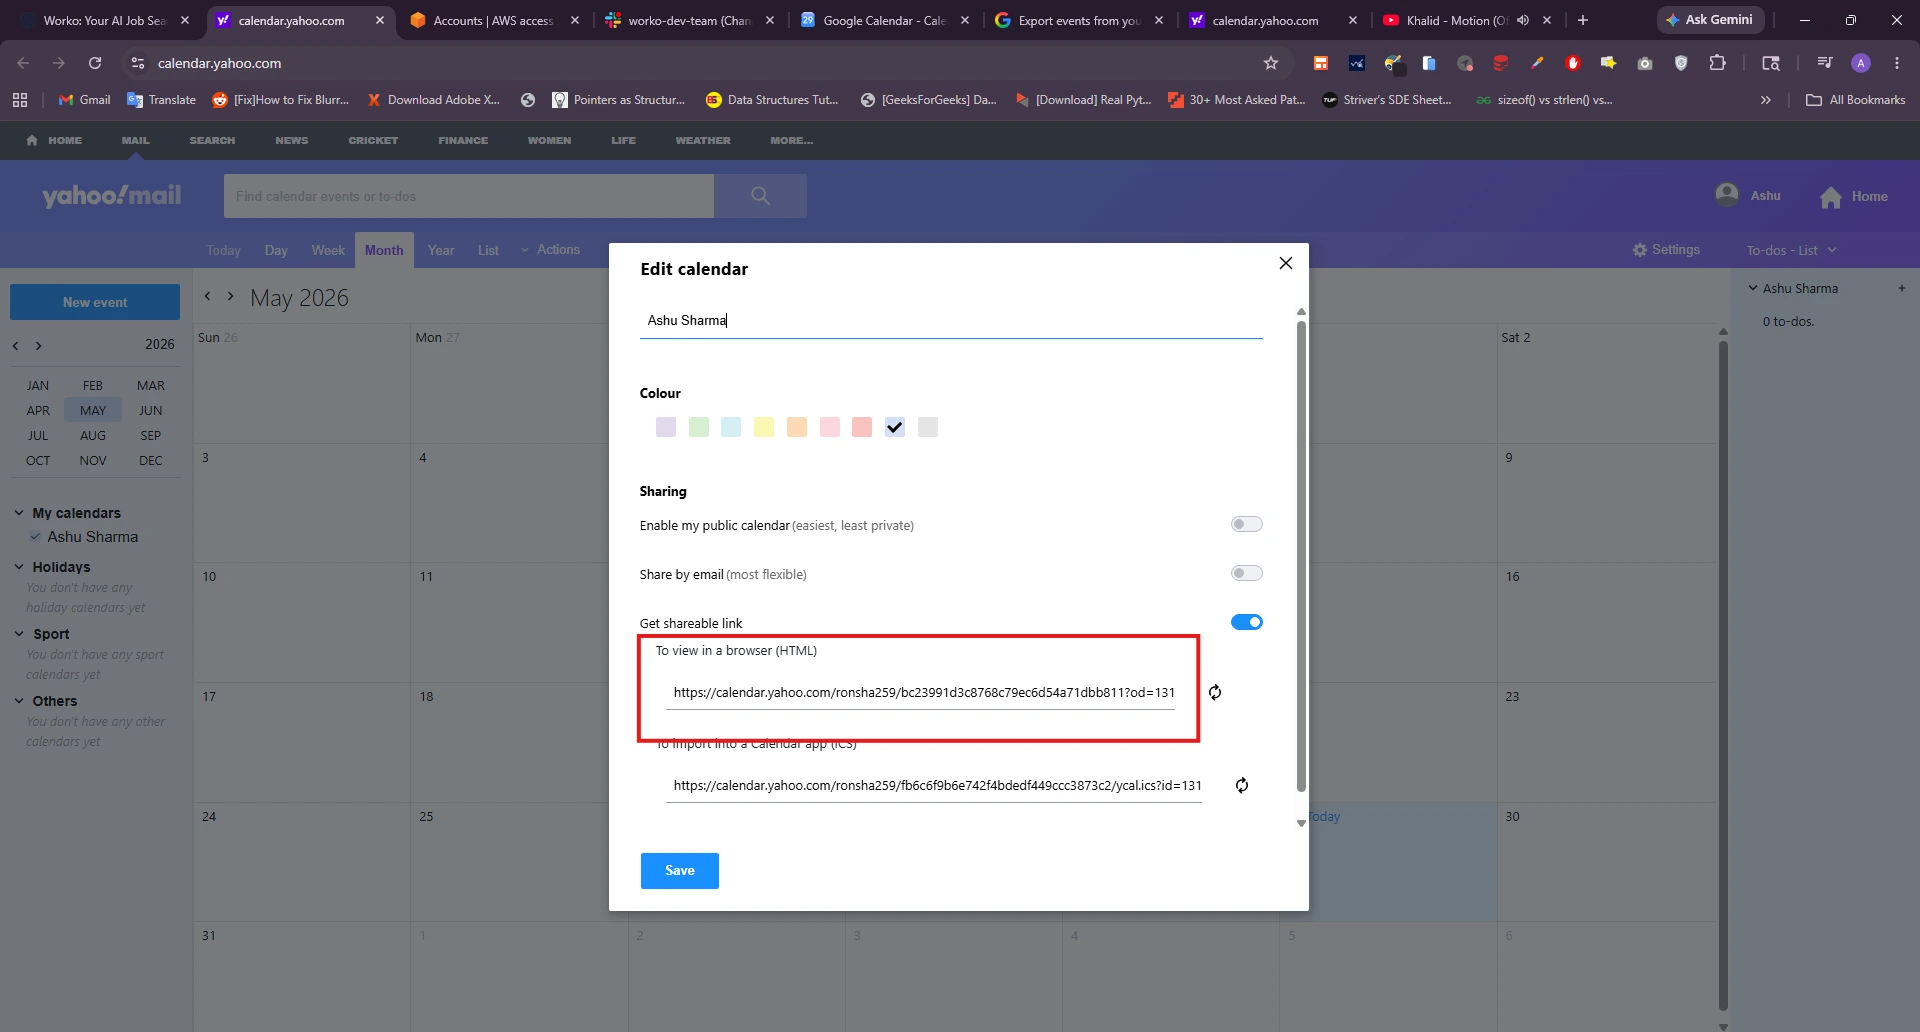 Worko: Your AI Job Sea
calendar.yahoo.com
Accounts | AWS access
worko-dev-team (Chan
Google Calendar - Cale
Export events from you
calendar.yahoo.com
Khalid - Motion (Of
Ask Gemini
calendar.yahoo.com
Gmail
Translate
[Fix]How to Fix Blurr...
Download Adobe X...
Pointers as Structur...
Data Structures Tut...
[GeeksForGeeks] Da...
[Download] Real Pyt...
30+ Most Asked Pat...
Striver's SDE Sheet...
sizeof() vs strlen() vs...
All Bookmarks
HOME
MAIL
SEARCH
NEWS
CRICKET
FINANCE
WOMEN
LIFE
WEATHER
MORE...
yahoo!mail
Find calendar events or to-dos
Ashu
Home
Today
Day
Week
Month
Year
List
Actions
Settings
To-dos - List
New event
May 2026
Ashu Sharma
+
0 to-dos.
2026
JAN FEB MAR
APR MAY JUN
JUL AUG SEP
OCT NOV DEC
My calendars
Ashu Sharma
Holidays
You don't have any
holiday calendars yet
Sport
You don't have any sport
calendars yet
Others
You don't have any other
calendars yet
Sun 26
Mon 27
Sat 2
3
4
9
10
11
16
17
18
23
24
25
Today
30
31
1
2
3
4
5
6
Edit calendar
Ashu Sharma
Colour
Sharing
Enable my public calendar (easiest, least private)
Share by email (most flexible)
Get shareable link
To view in a browser (HTML)
https://calendar.yahoo.com/ronsha259/bc23991d3c8768c79ec6d54a71dbb811?od=131
To import into a Calendar app (ICS)
https://calendar.yahoo.com/ronsha259/fb6c6f9b6e742f4bdedf449ccc3873c2/ycal.ics?id=131
Save